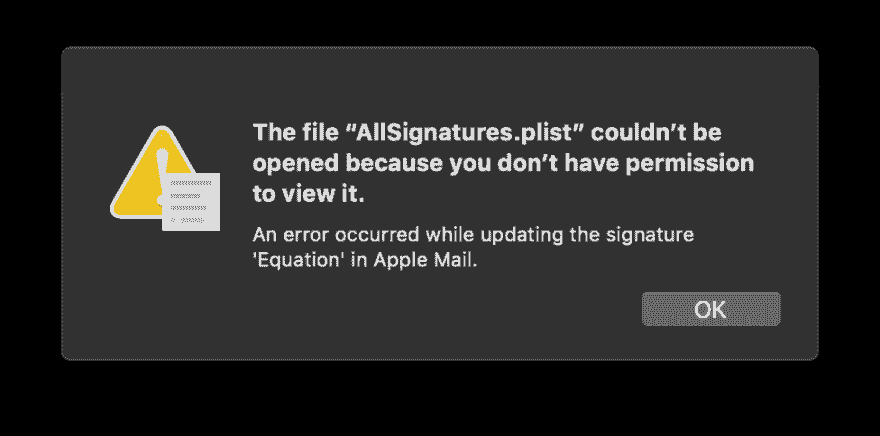 The file “AllSignatures.plist” couldn’t be
opened because you don’t have permission
to view it.
An error occurred while updating the signature
'Equation' in Apple Mail.
OK